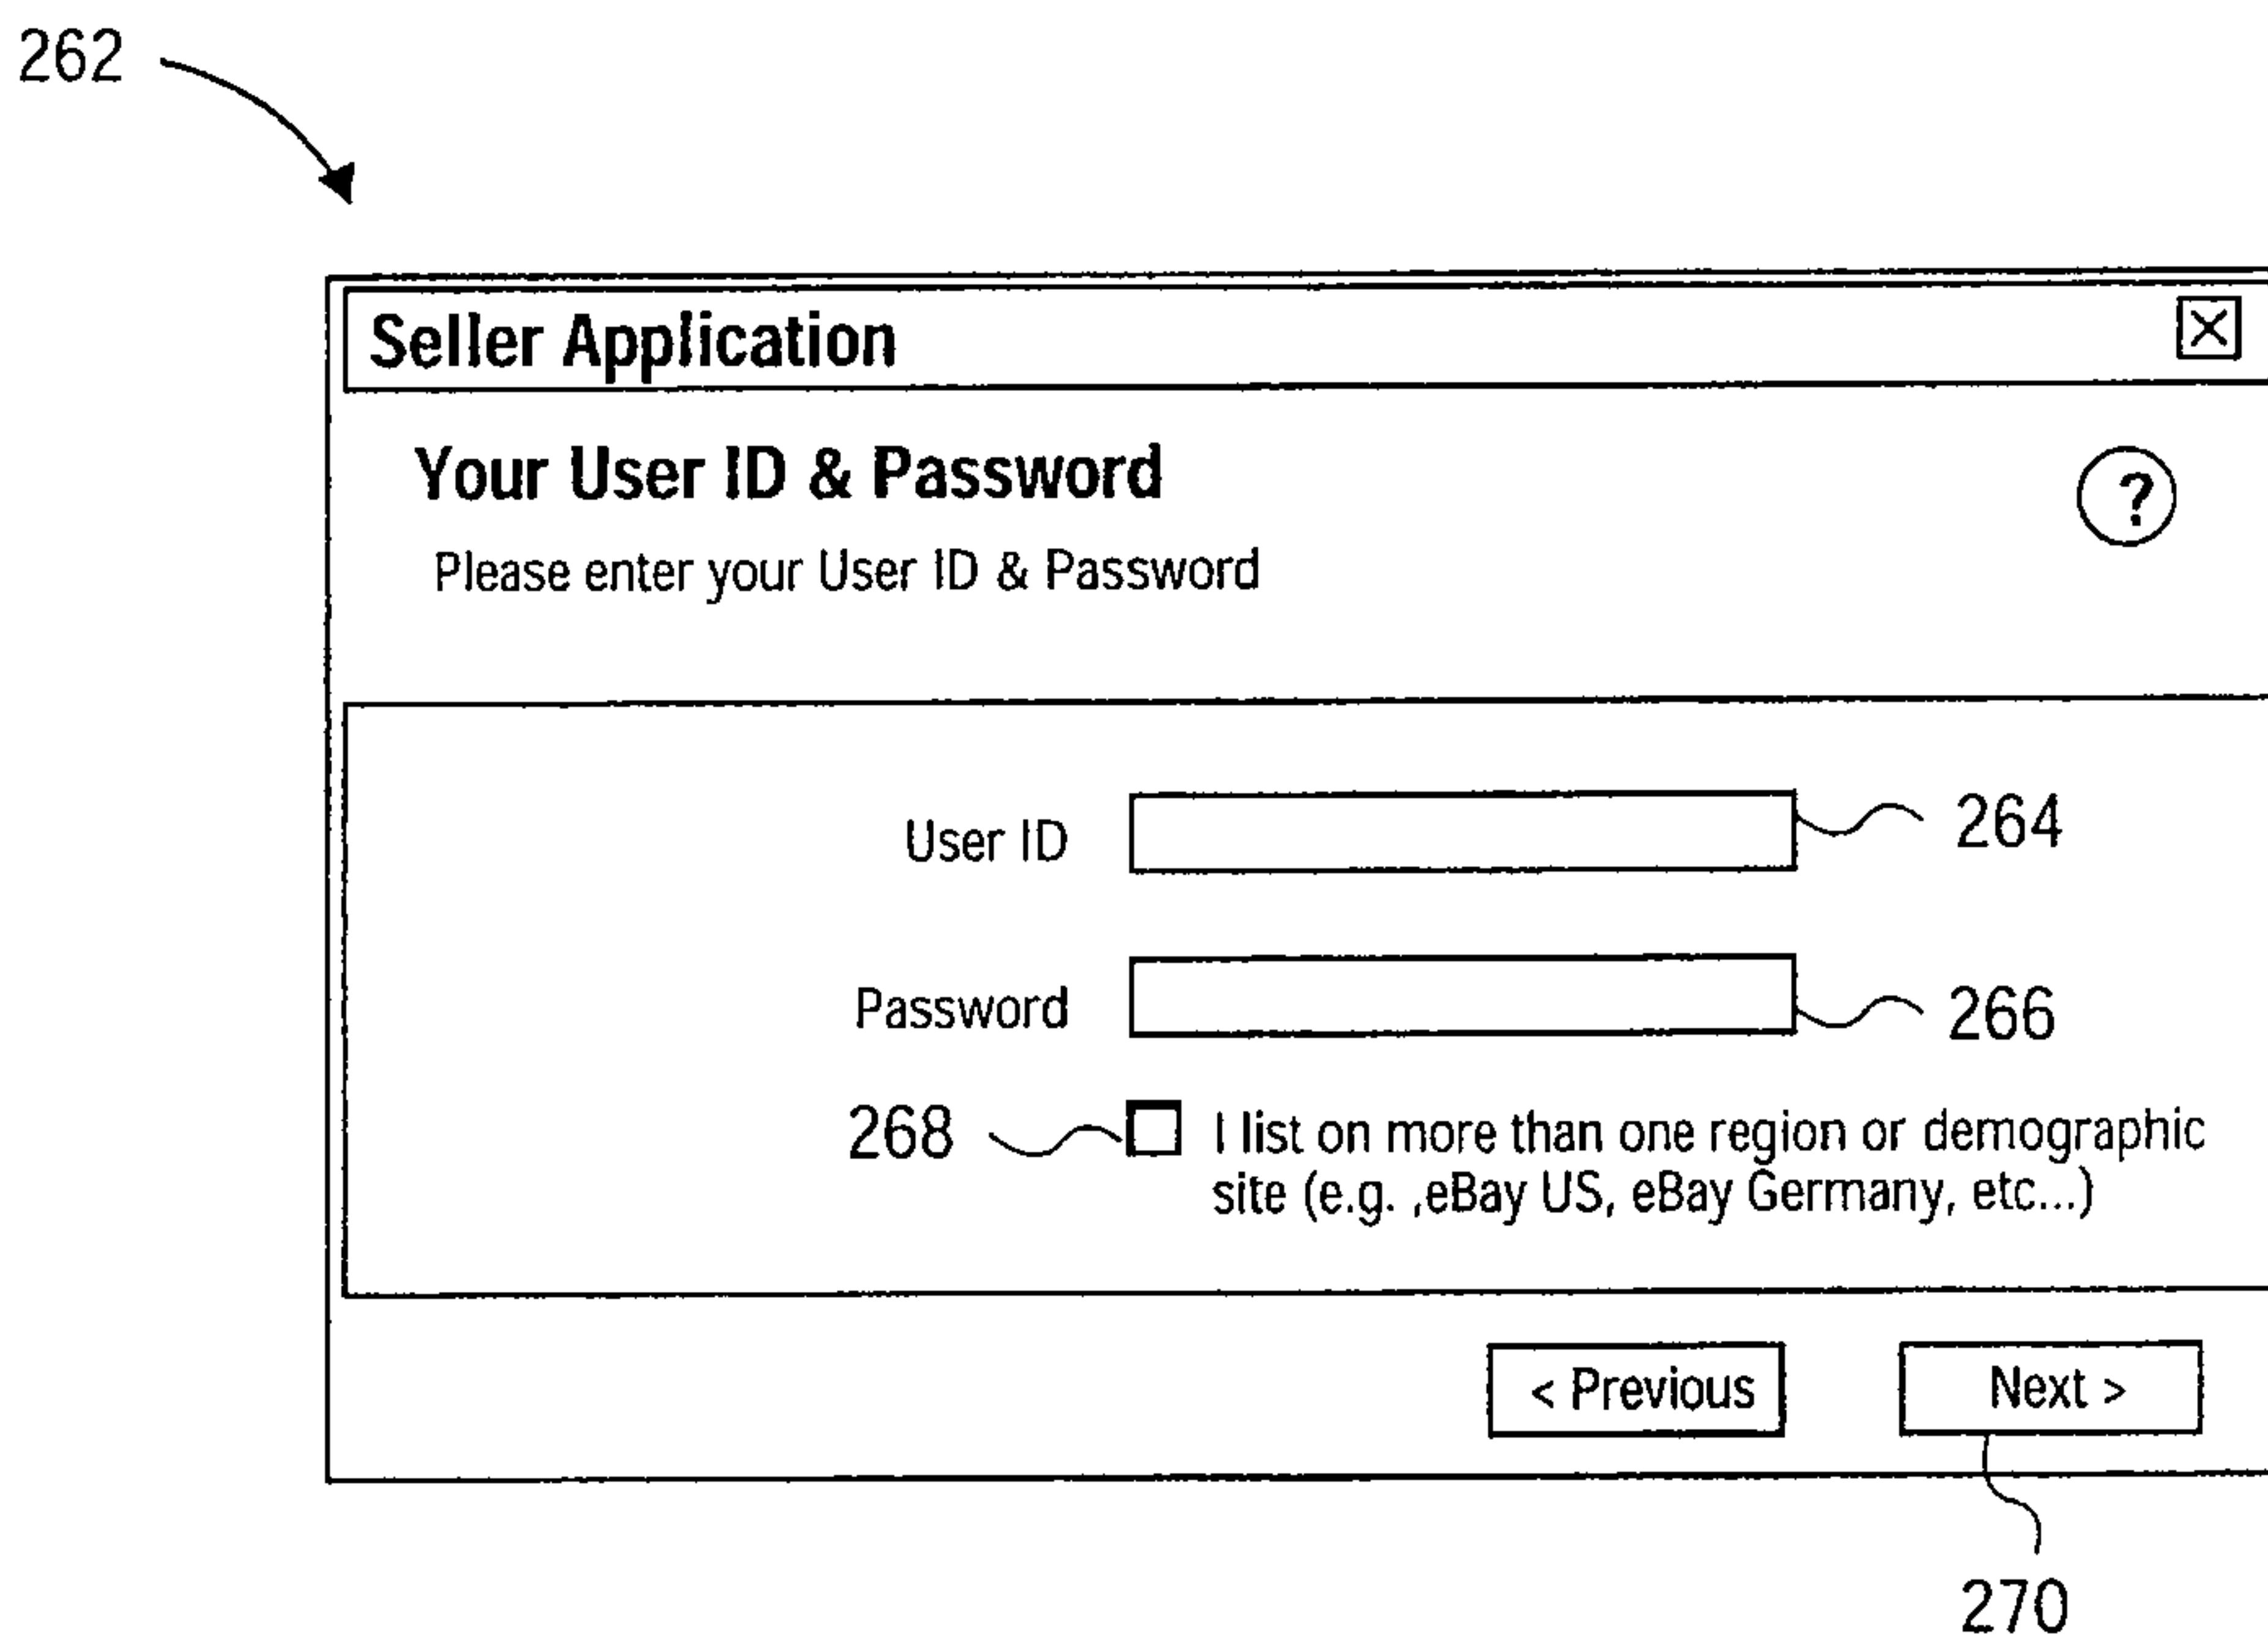 262
Seller Application
Your User ID & Password
?
Please enter your User ID & Password
User ID
264
Password
266
268
I list on more than one region or demographic
site (e.g. ,eBay US, eBay Germany, etc...)
< Previous
Next >
270